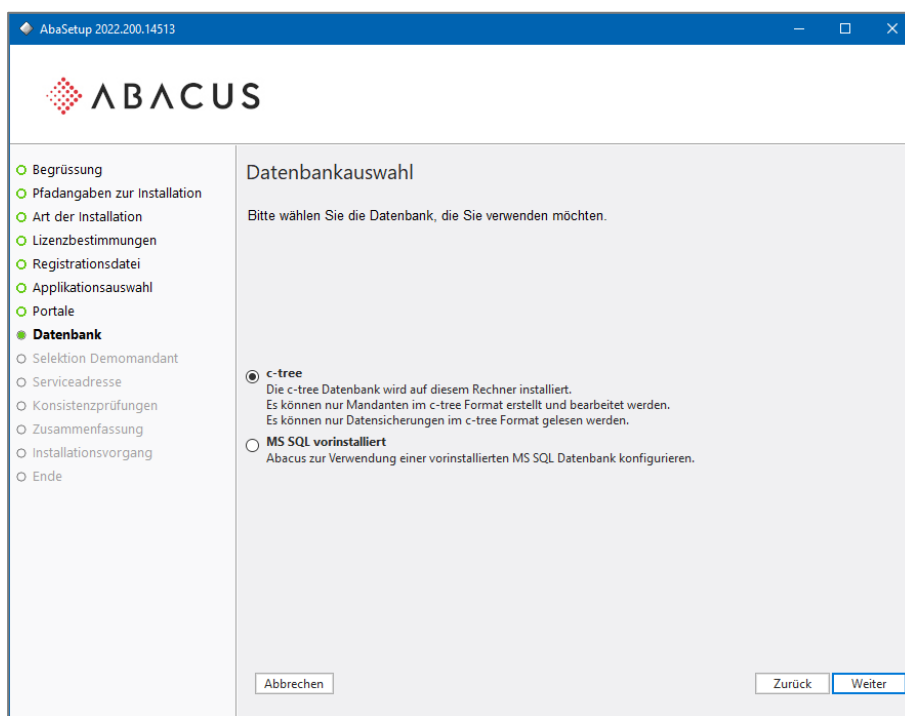 AbaSetup 2022.200.14513
ABACUS
Begrüssung
Pfadangaben zur Installation
Art der Installation
Lizenzbestimmungen
Registrationsdatei
Applikationsauswahl
Portale
Datenbank
Selektion Demomandant
Serviceadresse
Konsistenzprüfungen
Zusammenfassung
Installationsvorgang
Ende
Datenbankauswahl
Bitte wählen Sie die Datenbank, die Sie verwenden möchten.
c-tree
Die c-tree Datenbank wird auf diesem Rechner installiert.
Es können nur Mandanten im c-tree Format erstellt und bearbeitet werden.
Es können nur Datensicherungen im c-tree Format gelesen werden.
MS SQL vorinstalliert
Abacus zur Verwendung einer vorinstallierten MS SQL Datenbank konfigurieren.
Abbrechen
Zurück
Weiter